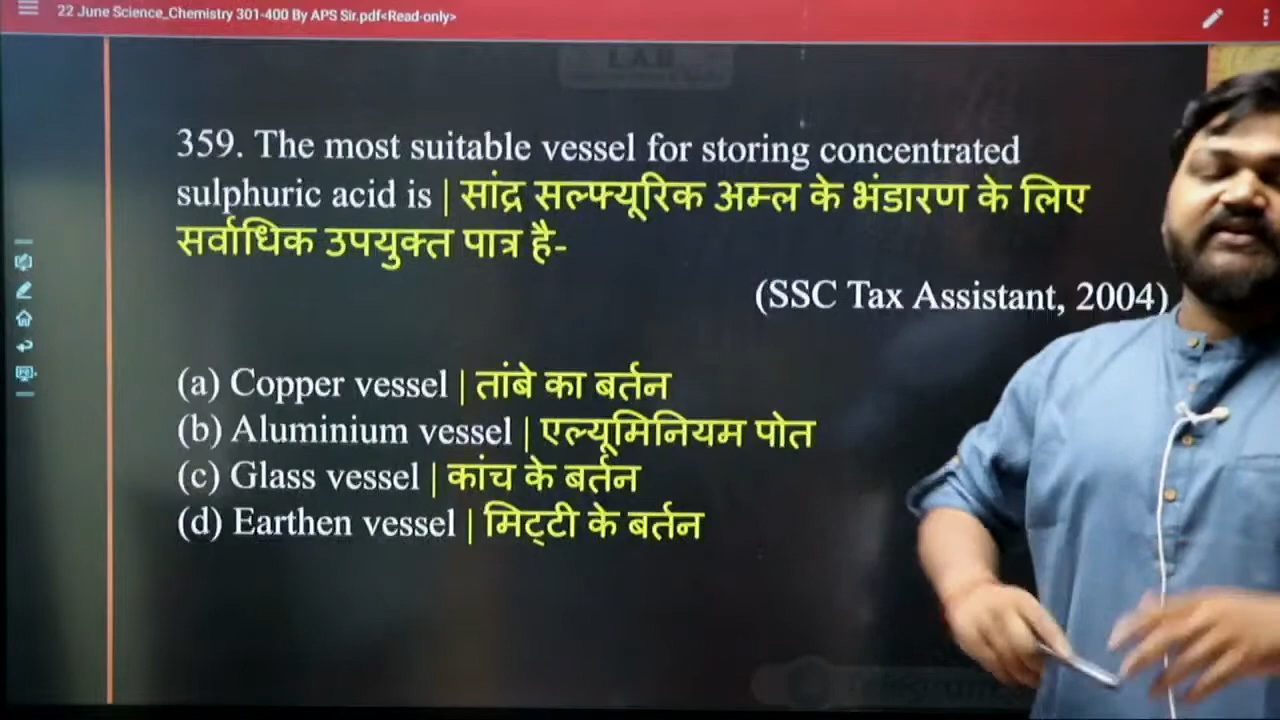 22 June Science_Chemistry 301-400 By APS Sir.pdf<Read-only>
359. The most suitable vessel for storing concentrated
sulphuric acid is | सांद्र सल्फ्यूरिक अम्ल के भंडारण के लिए
सर्वाधिक उपयुक्त पात्र है-
(SSC Tax Assistant, 2004)
(a) Copper vessel | तांबे का बर्तन
(b) Aluminium vessel | एल्यूमिनियम पोत
(c) Glass vessel | कांच के बर्तन
(d) Earthen vessel | मिट्टी के बर्तन